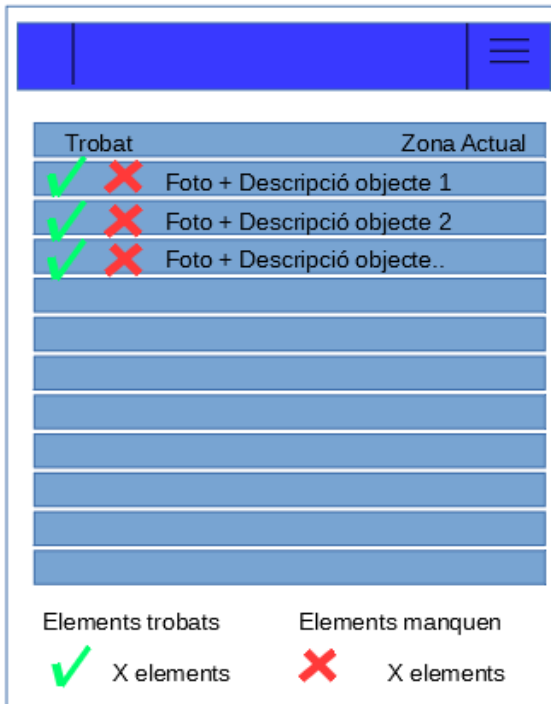 Trobat Zona Actual
Foto + Descripció objecte 1
Foto + Descripció objecte 2
Foto + Descripció objecte..
Elements trobats Elements manquen
X elements X elements